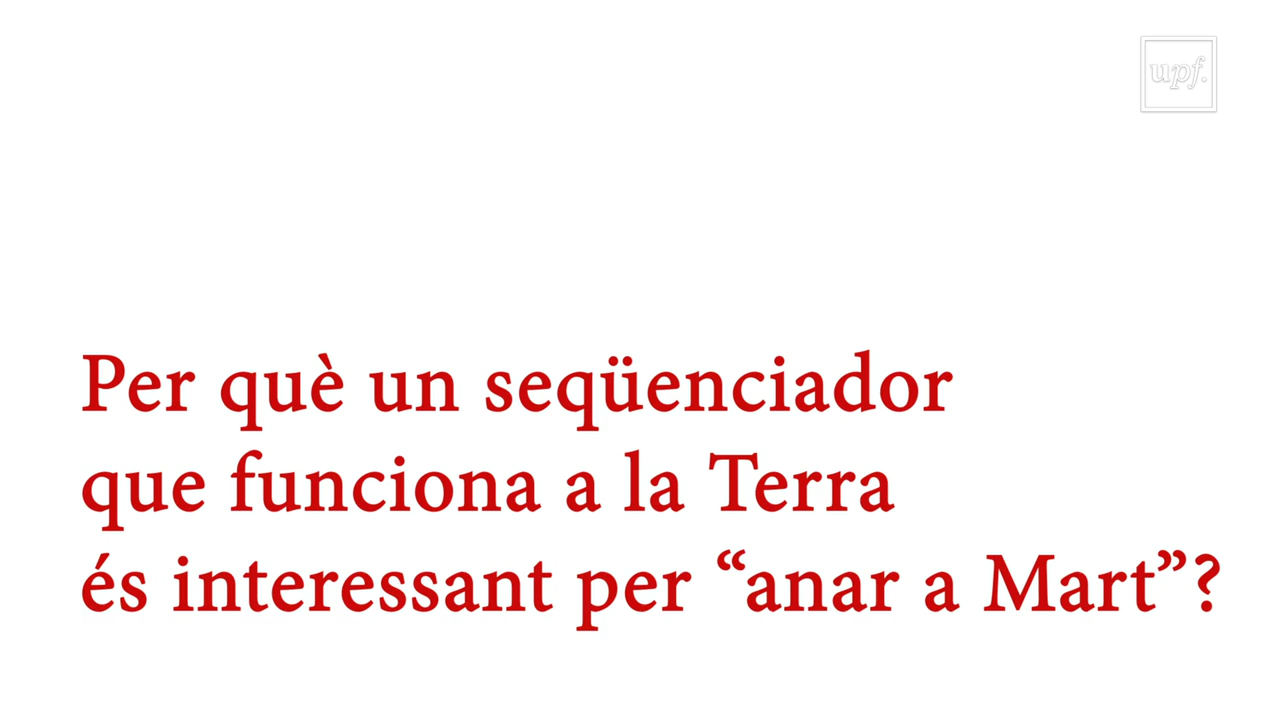 upf.
Per què un seqüenciador
que funciona a la Terra
és interessant per “anar a Mart”?